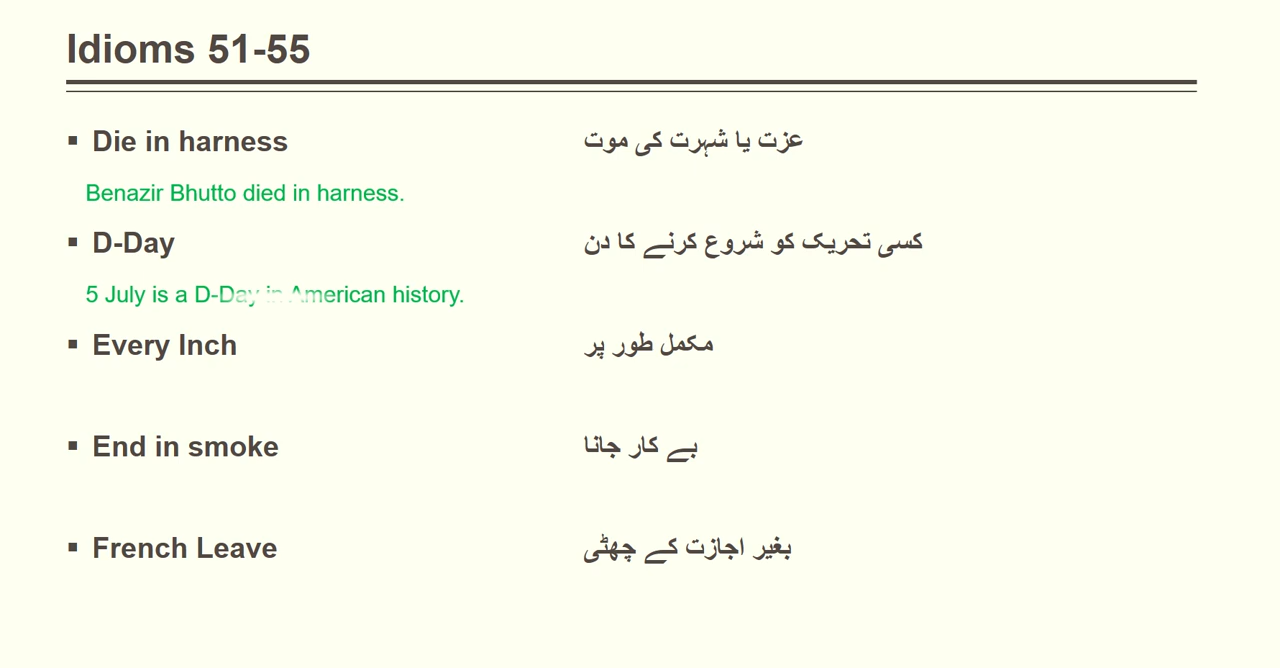 Idioms 51-55
▪ Die in harness عزت یا شہرت کی موت
Benazir Bhutto died in harness.
▪ D-Day کسی تحریک کو شروع کرنے کا دن
5 July is a D-Day in American history.
▪ Every Inch مکمل طور پر
▪ End in smoke بے کار جانا
▪ French Leave بغیر اجازت کے چھٹی